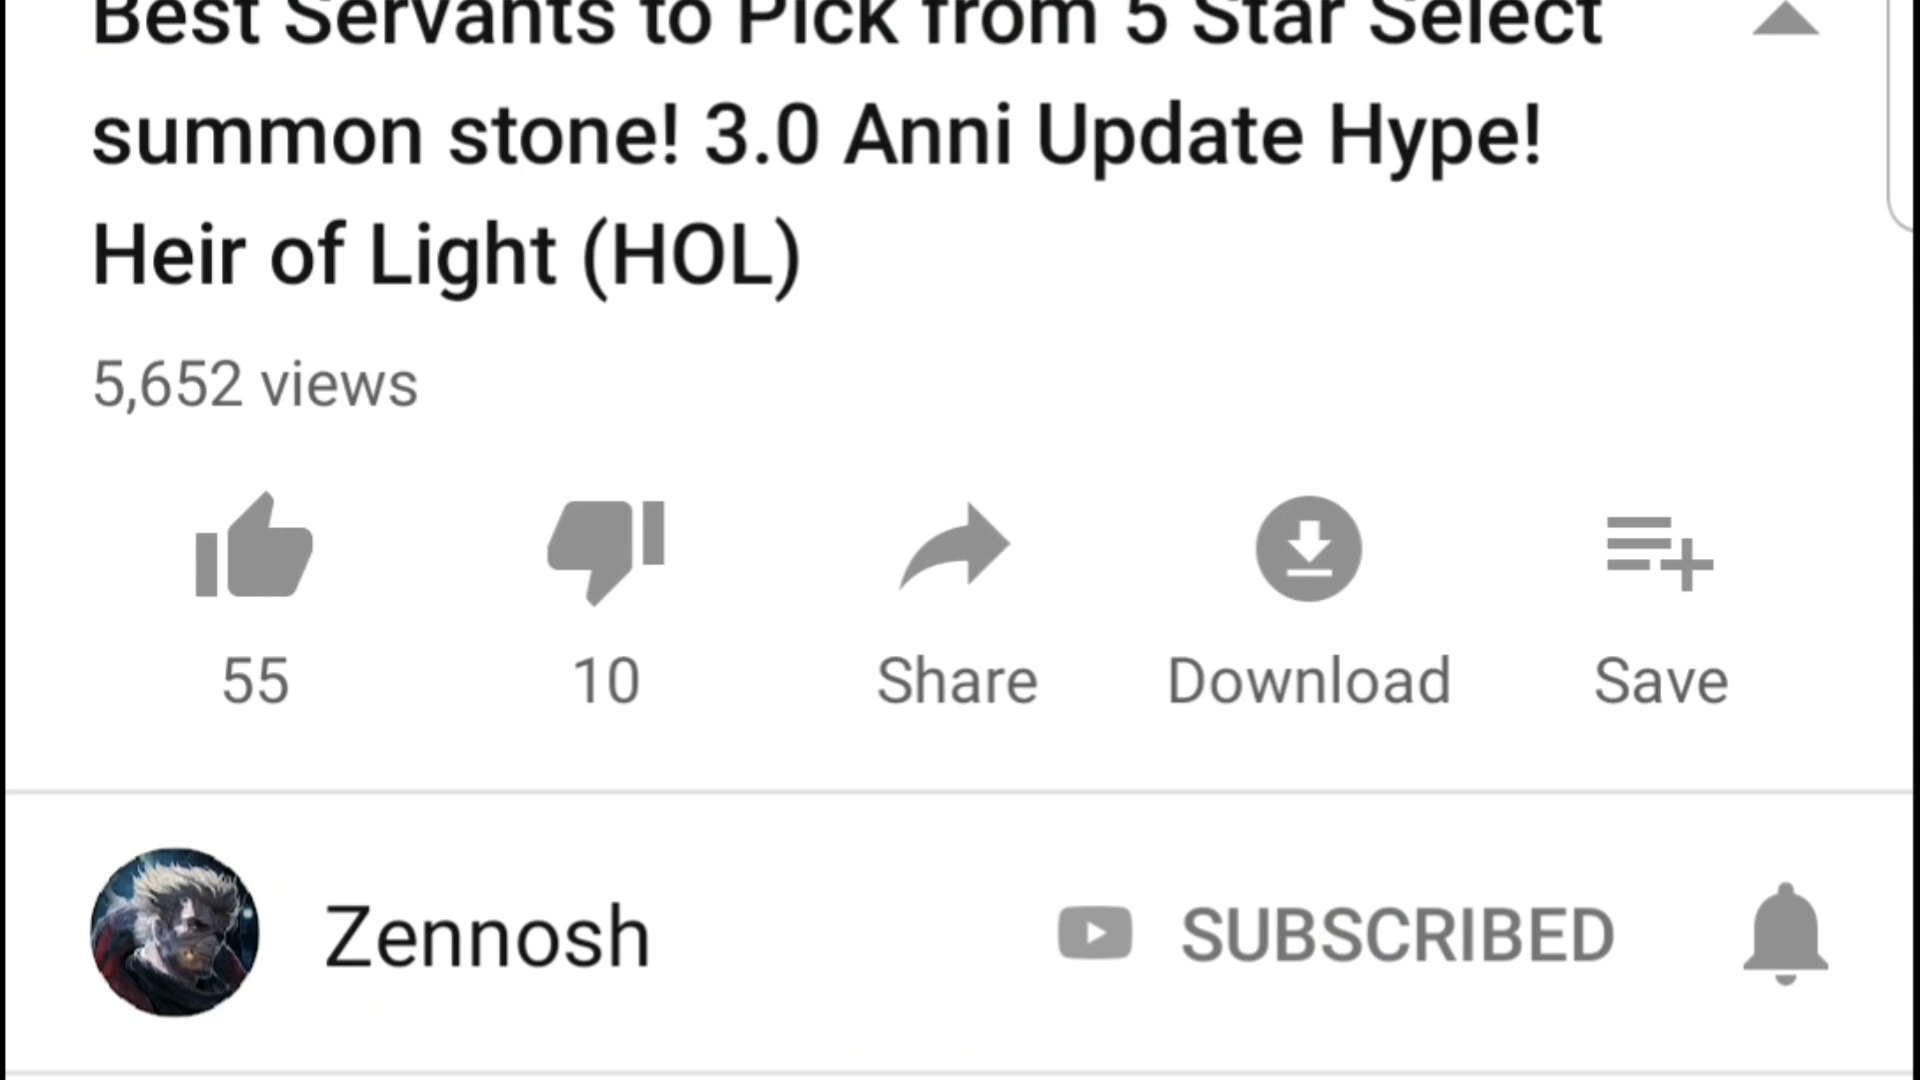 Best Servants to Pick from 5 Star Select
summon stone! 3.0 Anni Update Hype!
Heir of Light (HOL)
5,652 views
55 10 Share Download Save
Zennosh SUBSCRIBED